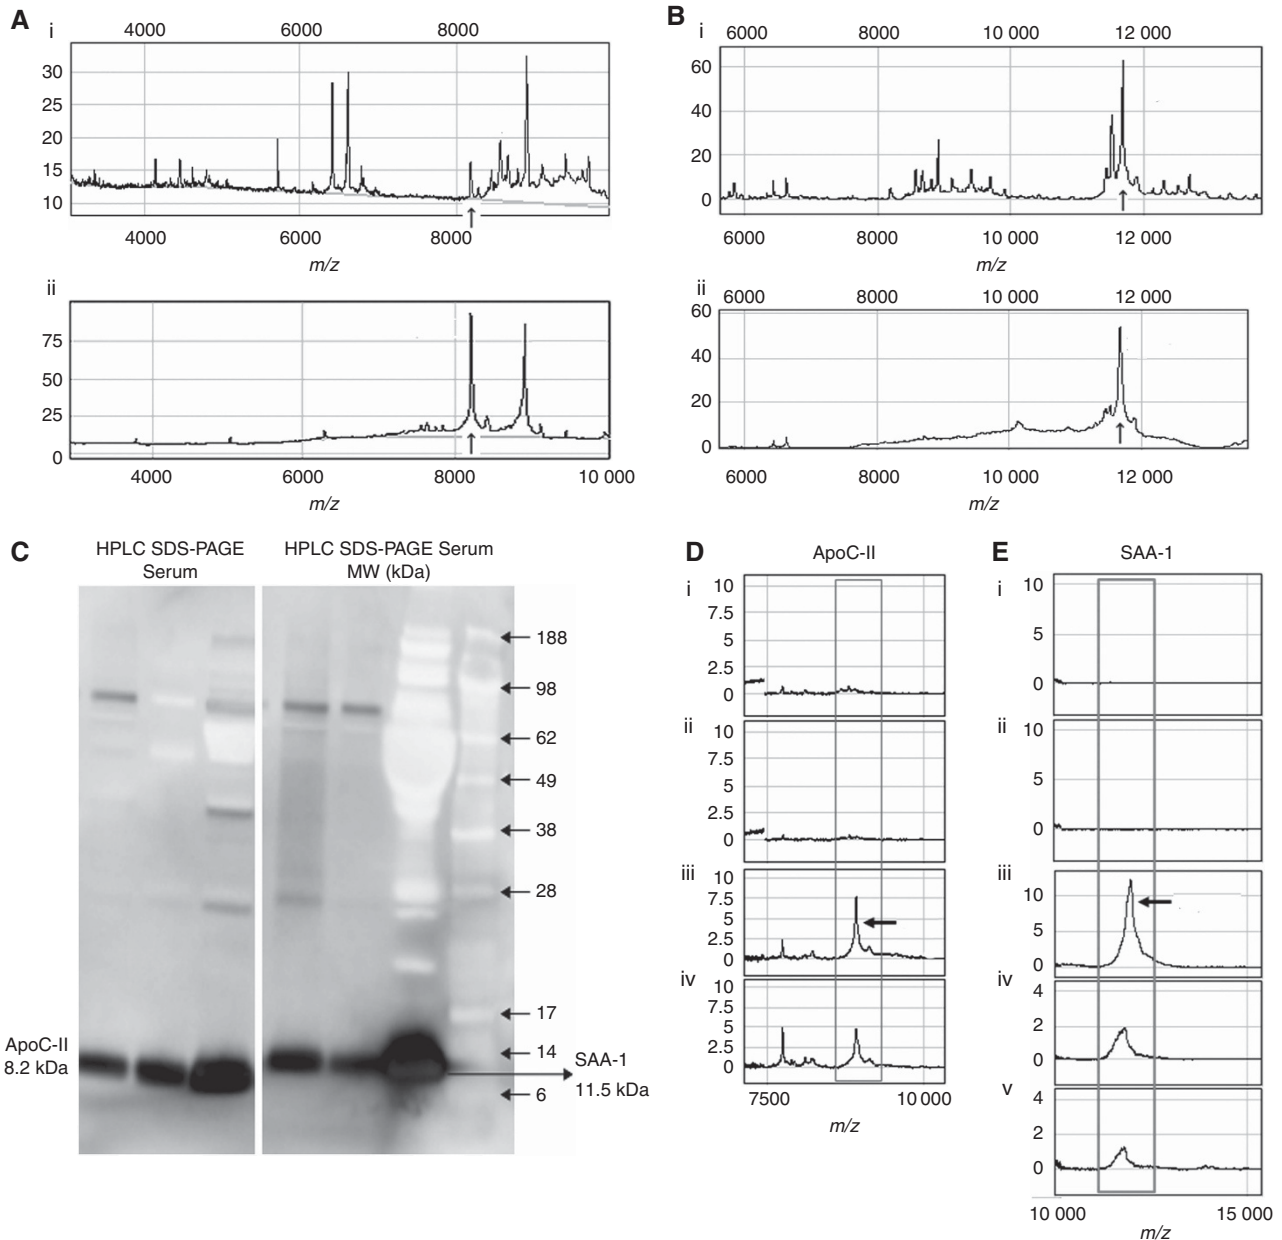 A
i
4000 6000 8000
30
25
20
15
10
4000 6000 8000
m/z
ii
75
50
25
0
4000 6000 8000 10 000
m/z
B
i
6000 8000 10 000 12 000
60
40
20
0
6000 8000 10 000 12 000
m/z
ii
6000 8000 10 000 12 000
60
40
20
0
6000 8000 10 000 12 000
m/z
C
HPLC SDS-PAGE
Serum
HPLC SDS-PAGE Serum
MW (kDa)
188
98
62
49
38
28
17
14
6
ApoC-II
8.2 kDa
SAA-1
11.5 kDa
D
ApoC-II
i
10
7.5
5
2.5
0
ii
10
7.5
5
2.5
0
iii
10
7.5
5
2.5
0
iv
10
7.5
5
2.5
0
7500 10 000
m/z
E
SAA-1
i
10
5
0
ii
10
5
0
iii
10
5
0
iv
4
2
0
v
4
2
0
10 000 15 000
m/z